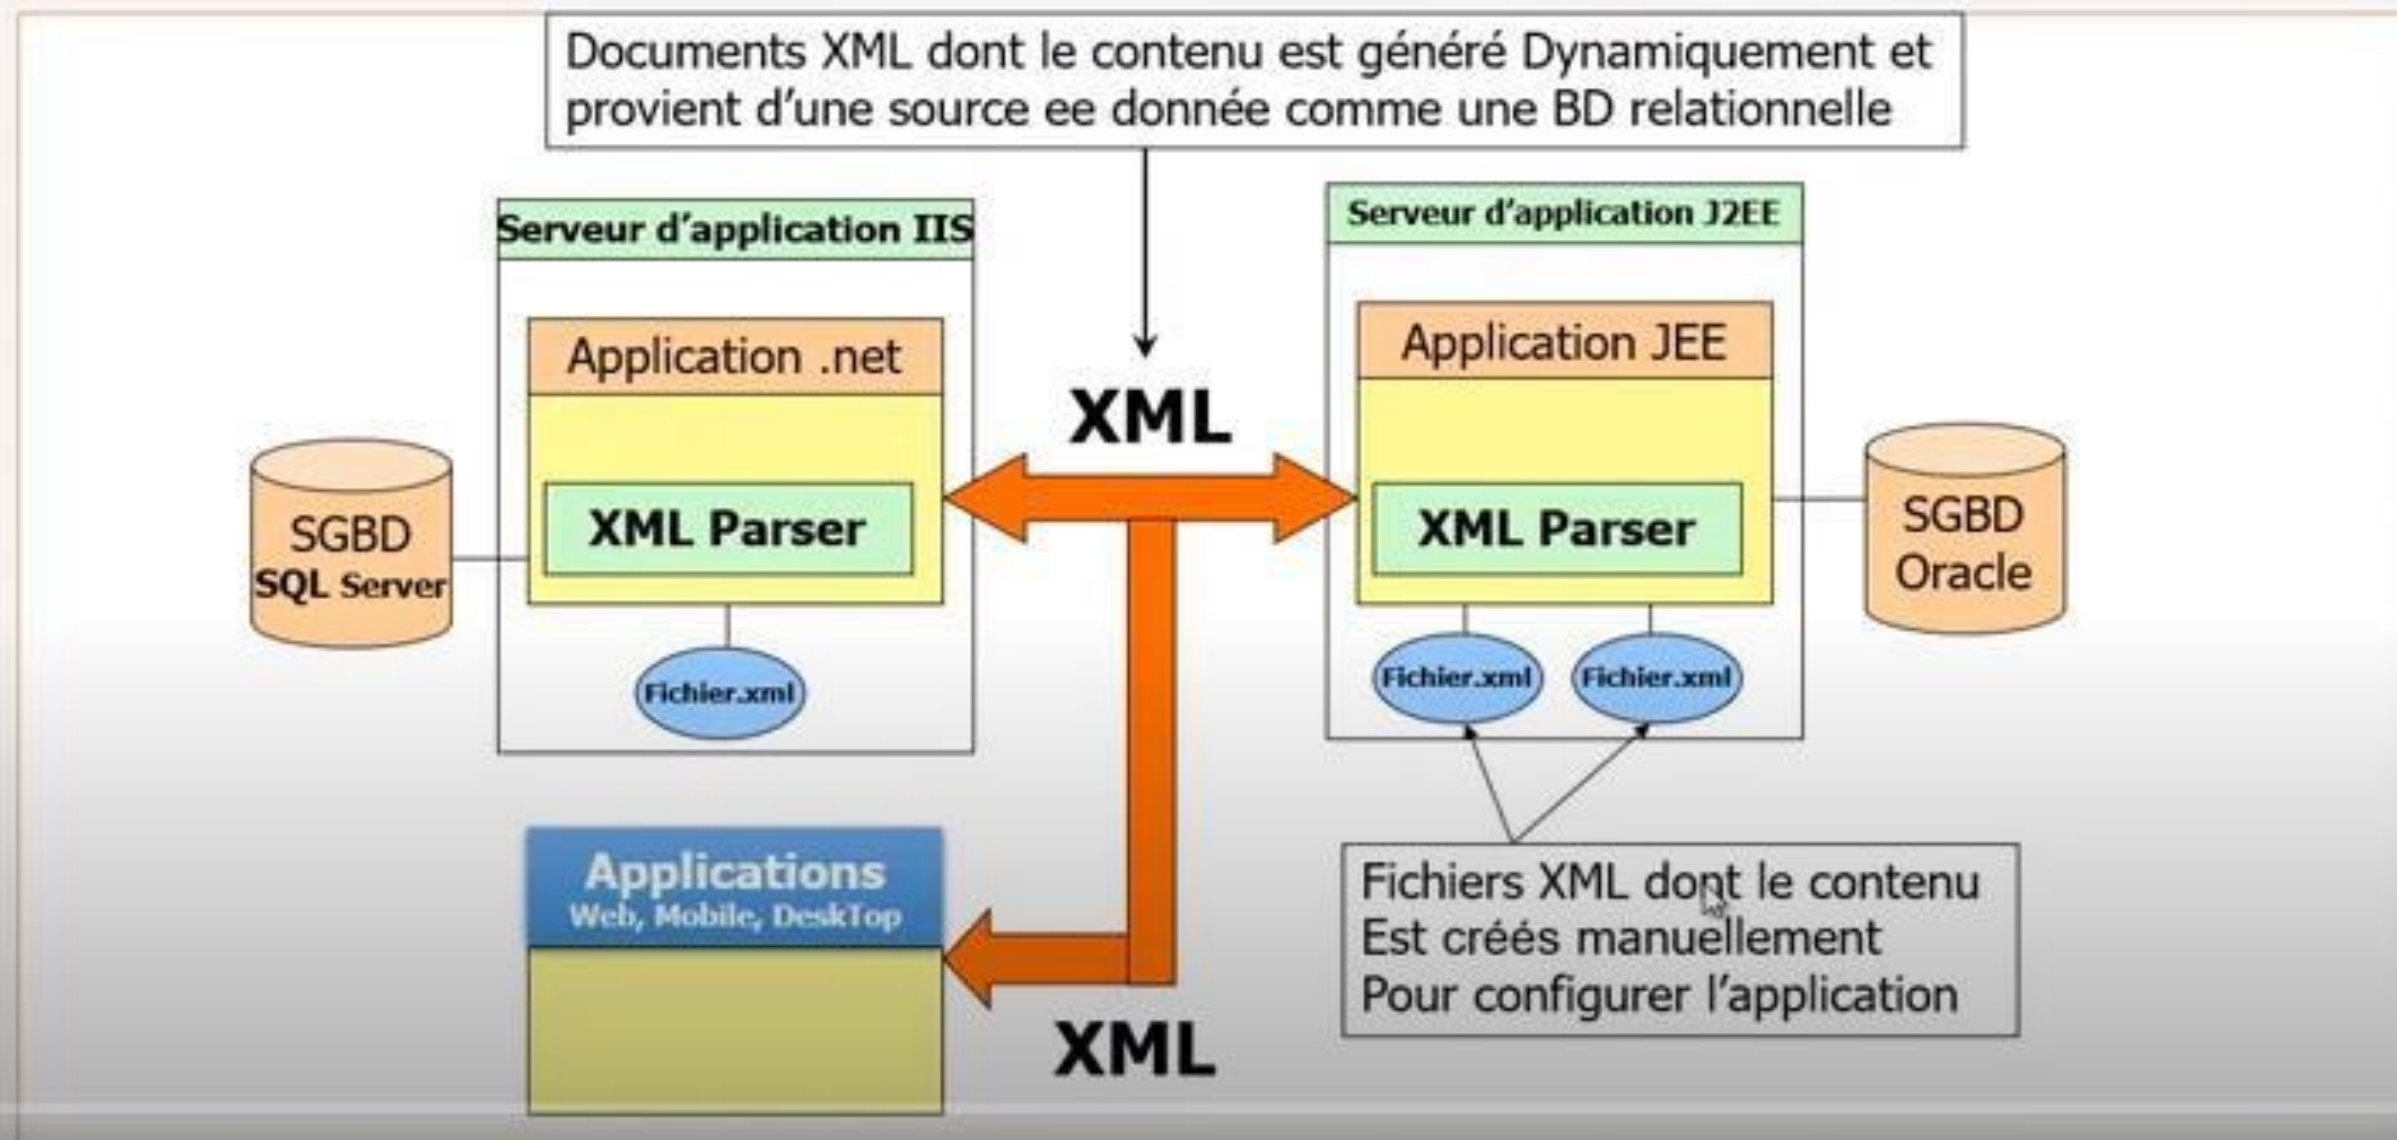 Documents XML dont le contenu est généré Dynamiquement et
provient d'une source ee donnée comme une BD relationnelle
Serveur d'application IIS
Application .net
XML Parser
Fichier.xml
SGBD
SQL Server
XML
Serveur d'application J2EE
Application JEE
XML Parser
Fichier.xml
Fichier.xml
SGBD
Oracle
Applications
Web, Mobile, DeskTop
XML
Fichiers XML dont le contenu
Est créés manuellement
Pour configurer l'application